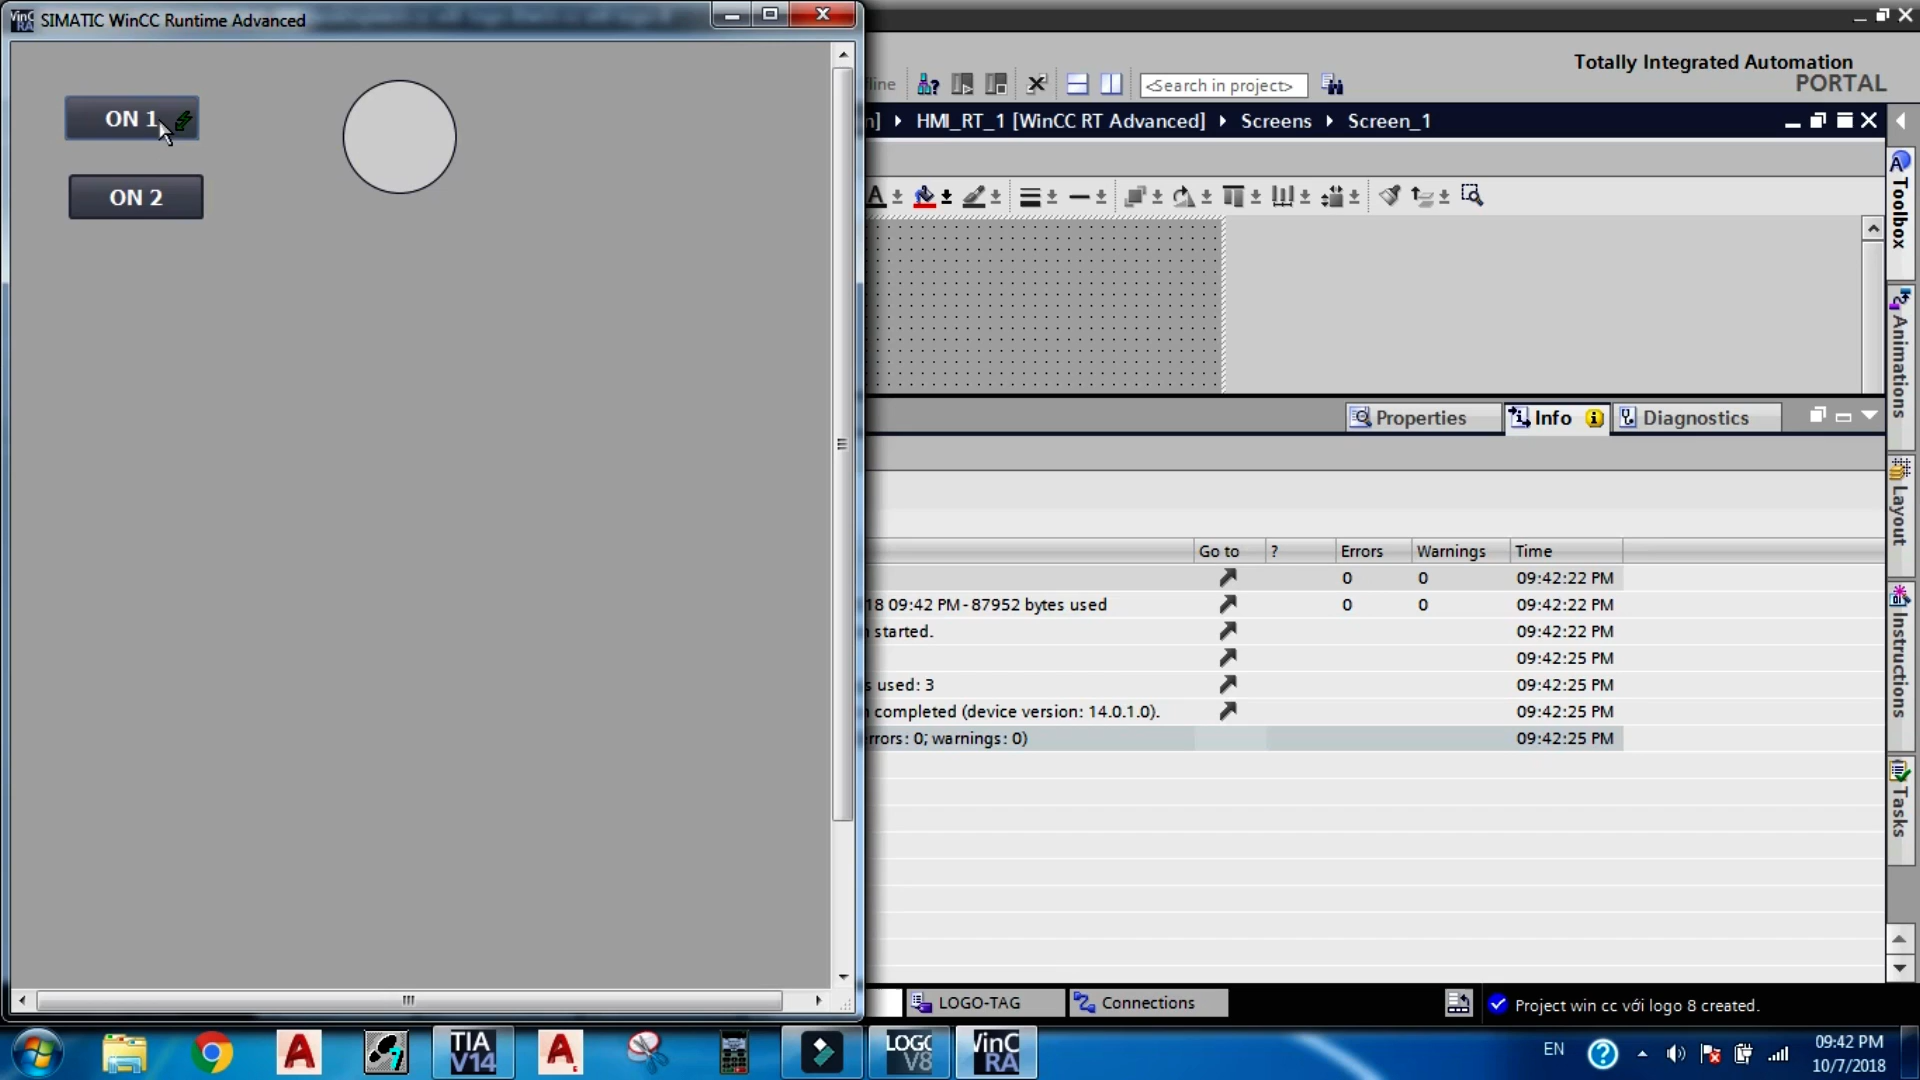 SIMATIC WinCC Runtime Advanced
ON 1
ON 2
Totally Integrated Automation
PORTAL
line
<Search in project>
HMI_RT_1 [WinCC RT Advanced]
Screens
Screen_1
Toolbox
Animations
Layout
Instructions
Tasks
Properties
Info
Diagnostics
Go to
?
Errors
Warnings
Time
0
0
09:42:22 PM
18 09:42 PM - 87952 bytes used
0
0
09:42:22 PM
started.
09:42:22 PM
09:42:25 PM
s used: 3
09:42:25 PM
completed (device version: 14.0.1.0).
09:42:25 PM
rrors: 0; warnings: 0)
09:42:25 PM
LOGO-TAG
Connections
Project win cc với logo 8 created.
TIA
V14
V8
RA
EN
09:42 PM
10/7/2018